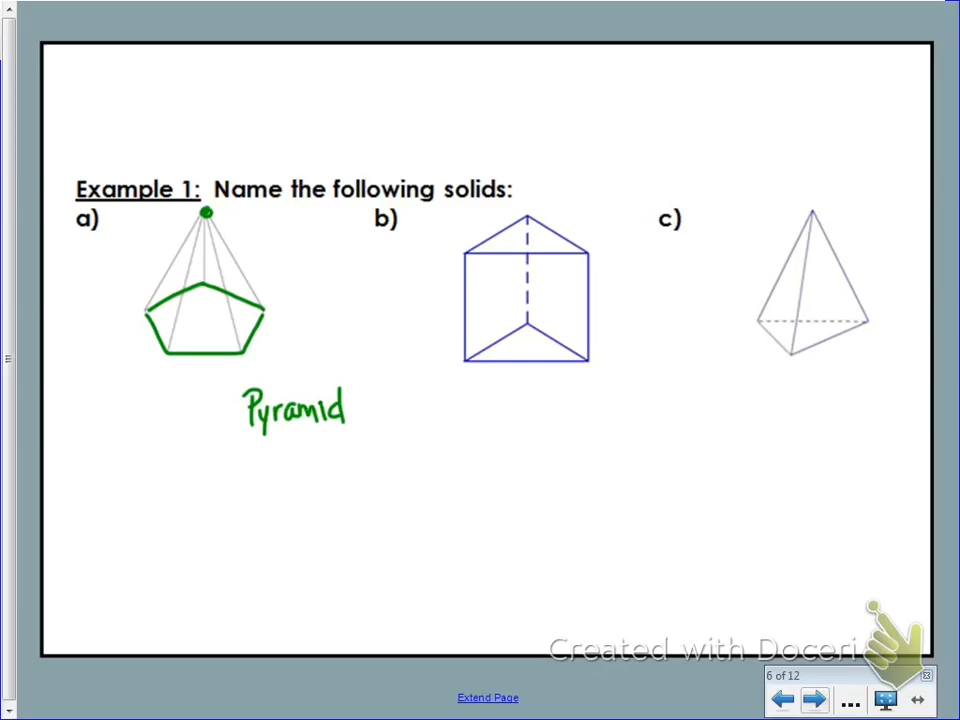 Example 1: Name the following solids:
a) b) c)
Pyramid
Created with Doceri
6 of 12
Extend Page